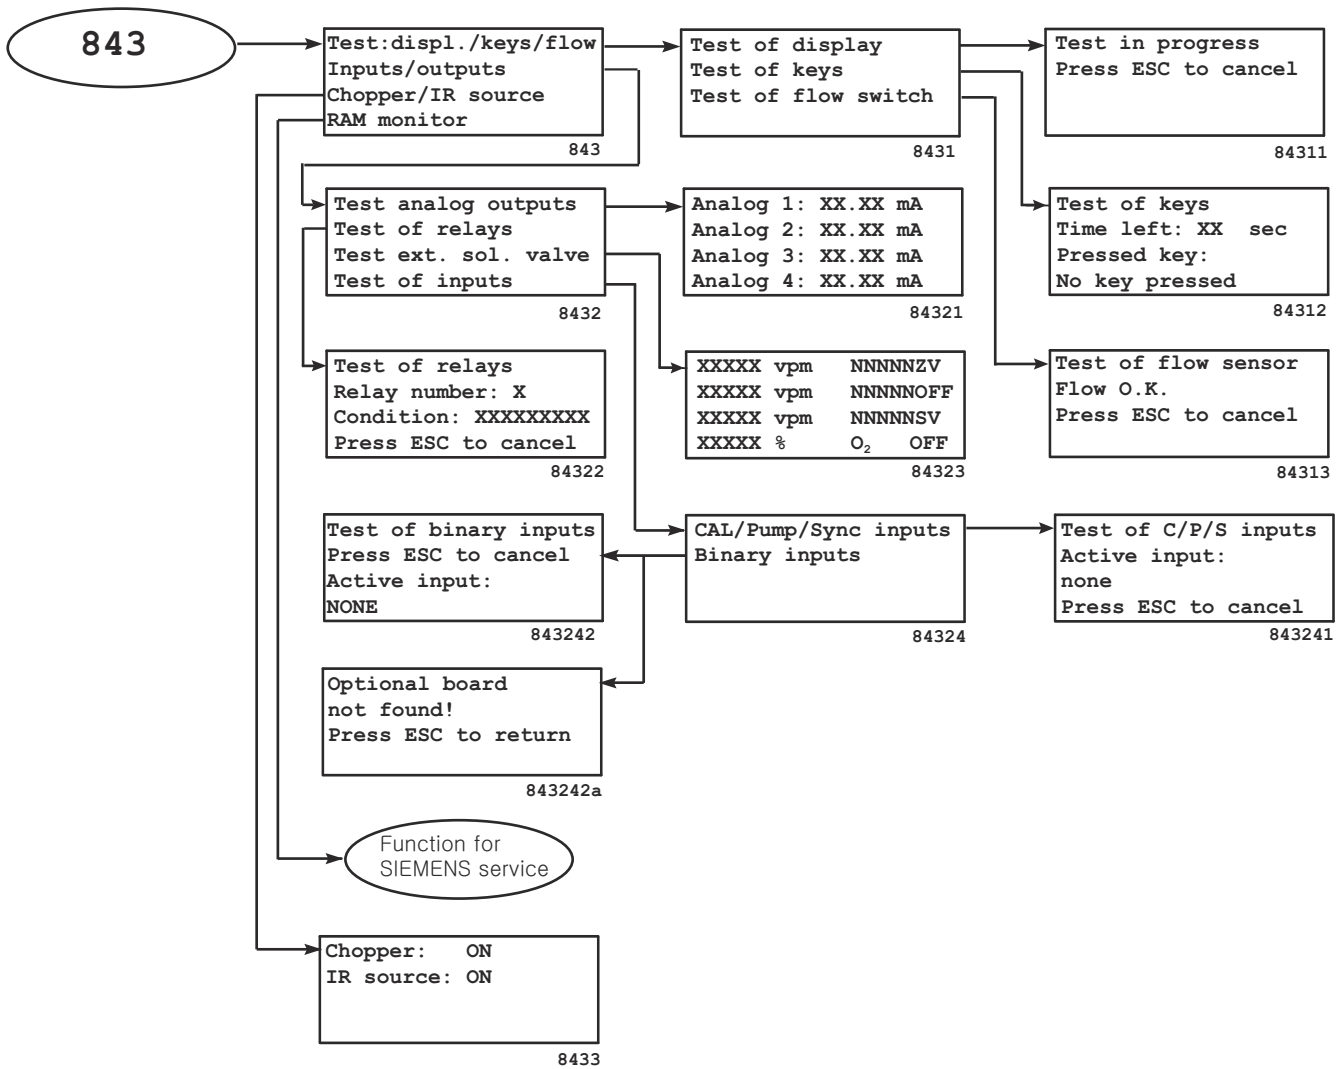 843
Test:displ./keys/flow
Inputs/outputs
Chopper/IR source
RAM monitor
843
Test of display
Test of keys
Test of flow switch
8431
Test in progress
Press ESC to cancel
84311
Test analog outputs
Test of relays
Test ext. sol. valve
Test of inputs
8432
Analog 1: XX.XX mA
Analog 2: XX.XX mA
Analog 3: XX.XX mA
Analog 4: XX.XX mA
84321
Test of keys
Time left: XX sec
Pressed key:
No key pressed
84312
Test of relays
Relay number: X
Condition: XXXXXXXXX
Press ESC to cancel
84322
XXXXX vpm NNNNNZV
XXXXX vpm NNNNNOFF
XXXXX vpm NNNNNSV
XXXXX % O₂ OFF
84323
Test of flow sensor
Flow O.K.
Press ESC to cancel
84313
Test of binary inputs
Press ESC to cancel
Active input:
NONE
843242
CAL/Pump/Sync inputs
Binary inputs
84324
Test of C/P/S inputs
Active input:
none
Press ESC to cancel
843241
Optional board
not found!
Press ESC to return
843242a
Function for
SIEMENS service
Chopper: ON
IR source: ON
8433